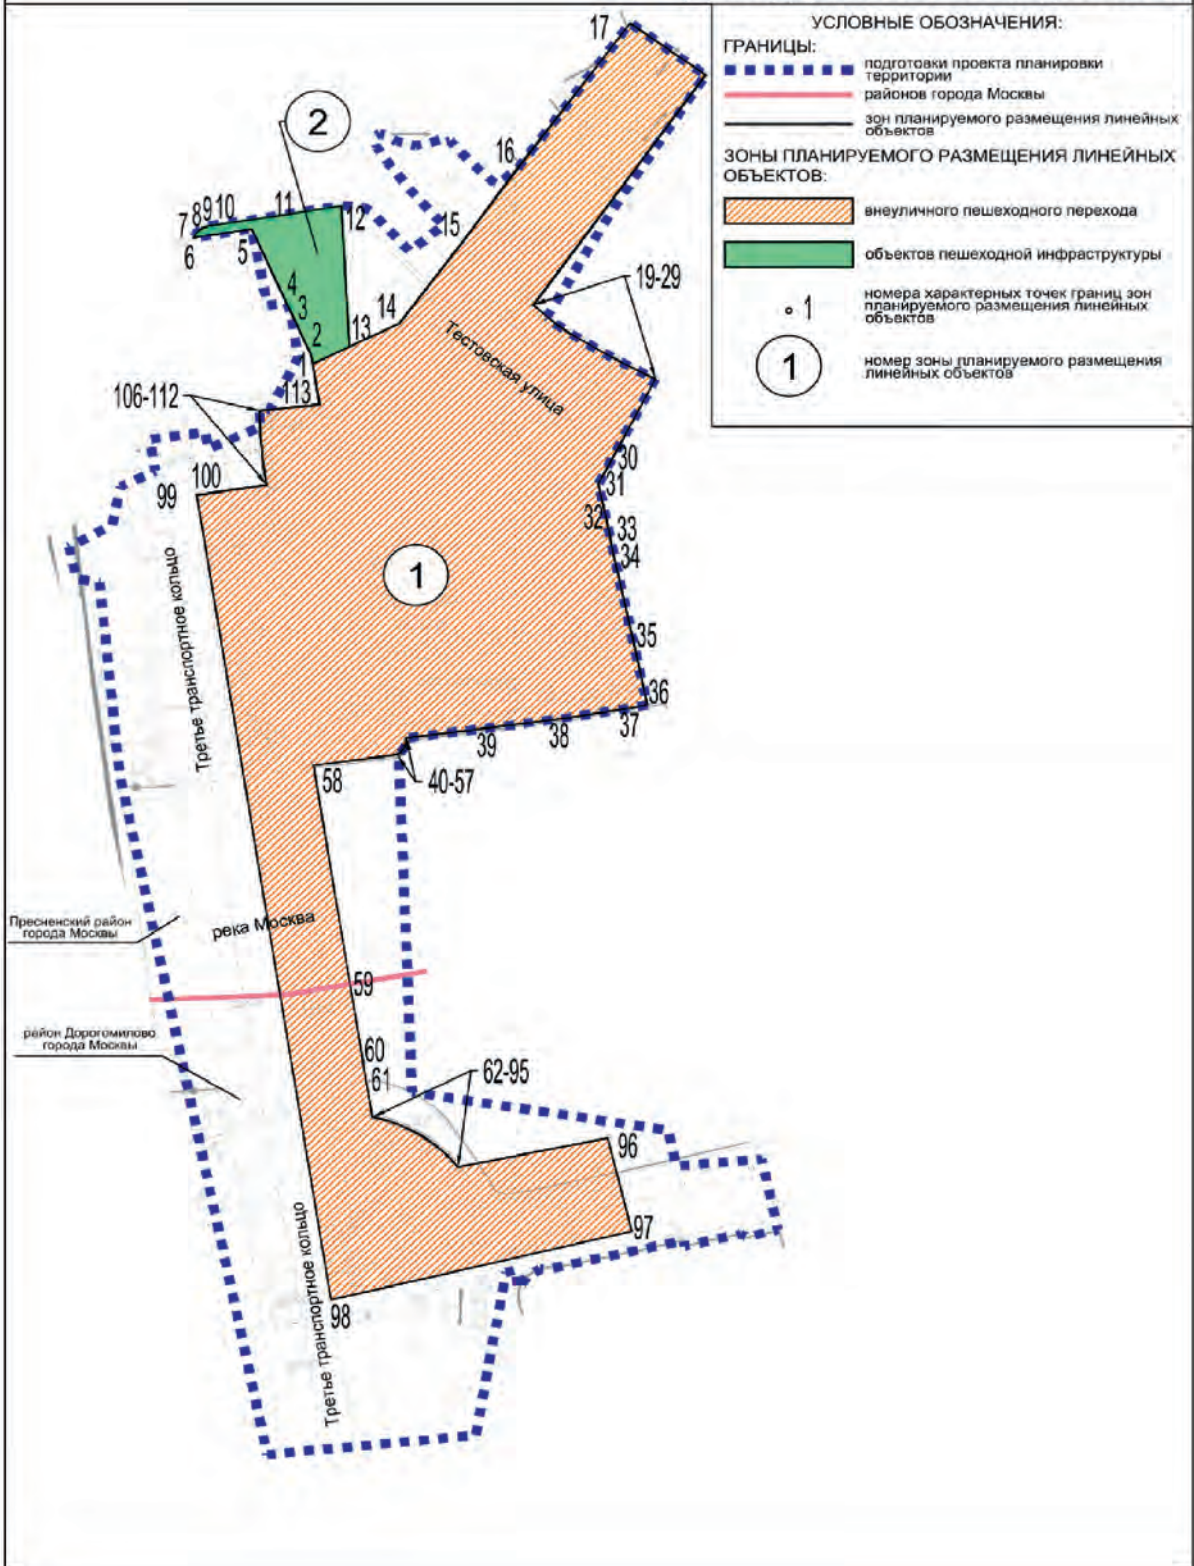 УСЛОВНЫЕ ОБОЗНАЧЕНИЯ:
ГРАНИЦЫ:
подготовки проекта планировки
территории
районов города Москвы
зон планируемого размещения линейных
объектов
ЗОНЫ ПЛАНИРУЕМОГО РАЗМЕЩЕНИЯ ЛИНЕЙНЫХ
ОБЪЕКТОВ:
внеуличного пешеходного перехода
объектов пешеходной инфраструктуры
1
номера характерных точек границ зон
планируемого размещения линейных
объектов
1
номер зоны планируемого размещения
линейных объектов
17
2
16
15
7
8
9
10
11
12
6
5
4
3
2
1
13
14
19-29
Тестовская улица
113
106-112
100
99
30
31
32
33
34
35
36
37
38
39
1
Третье транспортное кольцо
58
40-57
Пресненский район
города Москвы
река Москва
59
район Дорогомилово
города Москвы
60
61
62-95
96
97
98
Третье транспортное кольцо